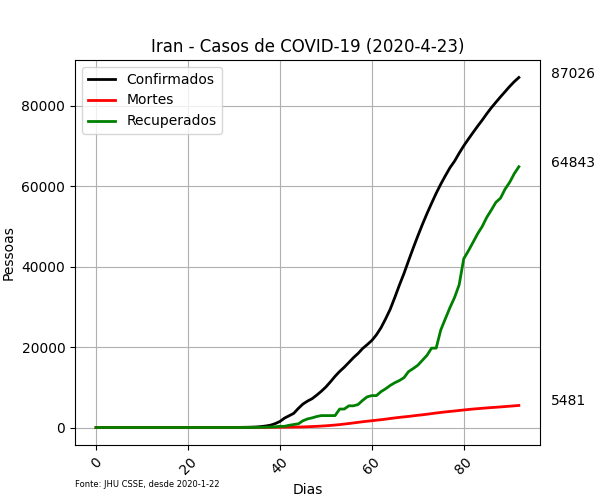 Iran - Casos de COVID-19 (2020-4-23)
Confirmados
Mortes
Recuperados
87026
64843
5481
80000
60000
40000
20000
0
Pessoas
0 20 40 60 80
Dias
Fonte: JHU CSSE, desde 2020-1-22